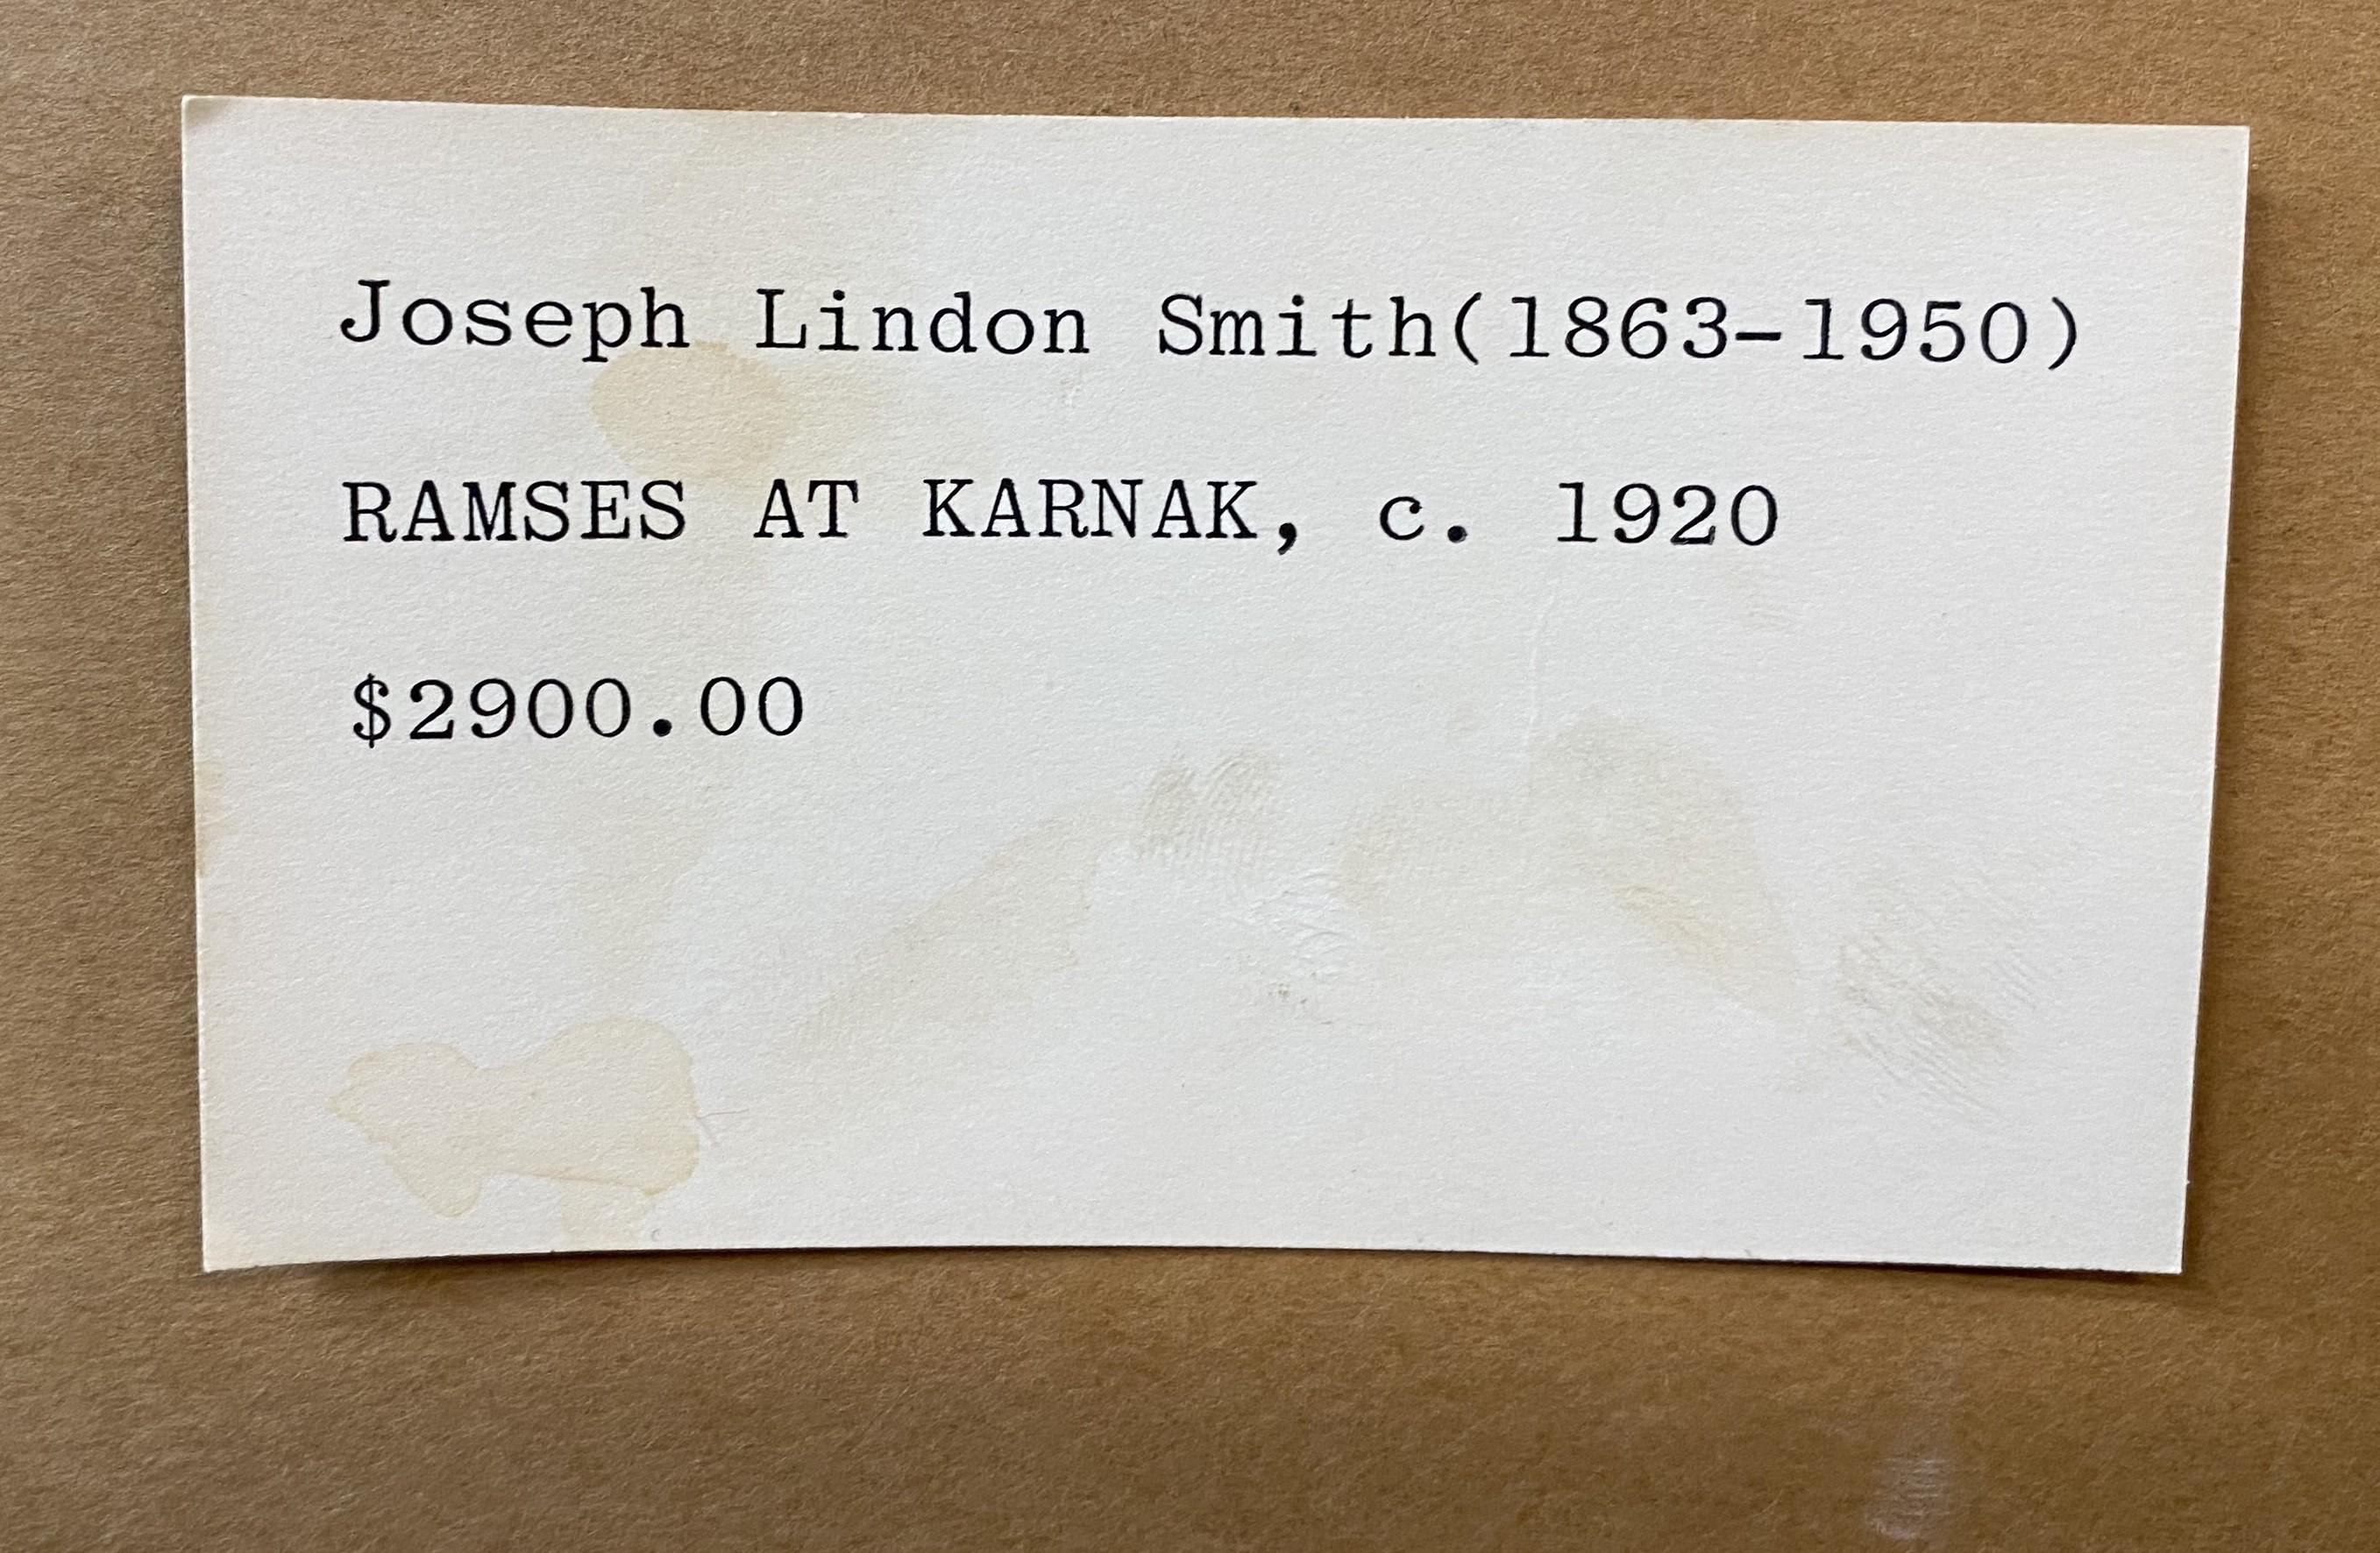 Joseph Lindon Smith(1863-1950)
RAMSES AT KARNAK, c. 1920
$2900.00